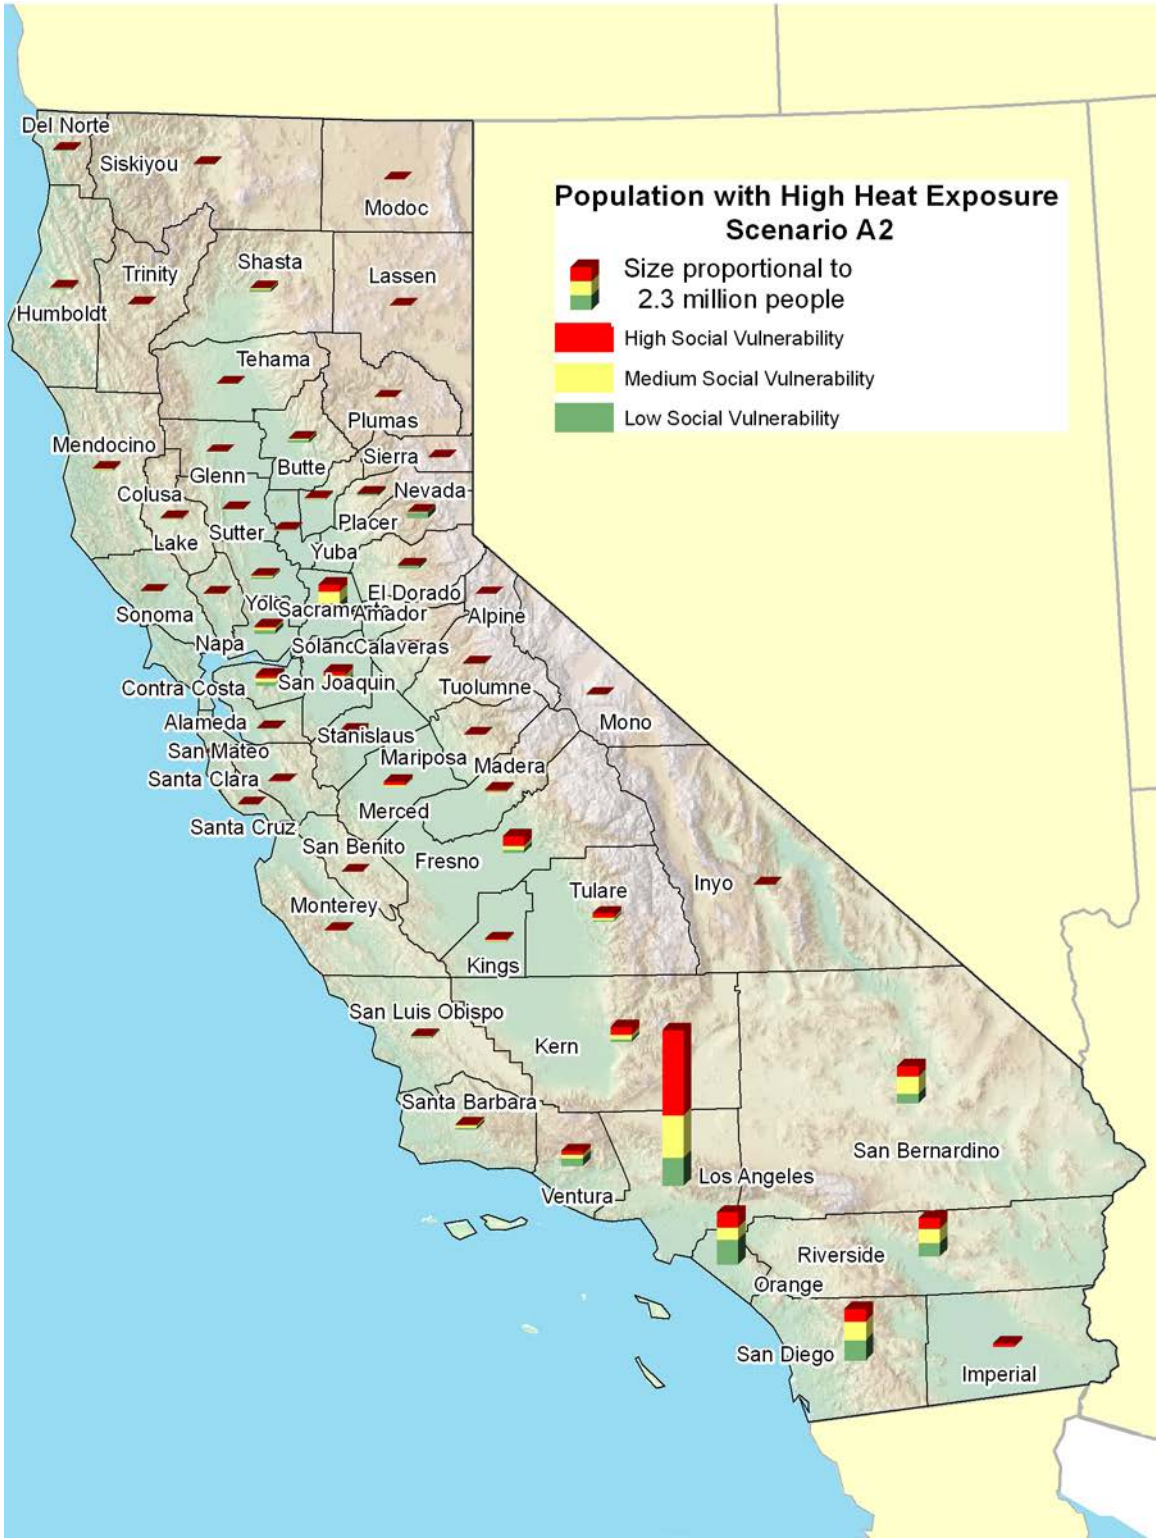 Del Norte
Siskiyou
Modoc
Population with High Heat Exposure
Scenario A2
Size proportional to
2.3 million people
High Social Vulnerability
Medium Social Vulnerability
Low Social Vulnerability
Shasta
Trinity
Lassen
Humboldt
Tehama
Plumas
Mendocino
Sierra
Butte
Glenn
Nevada
Colusa
Placer
Sutter
Lake
Yuba
El Dorado
Yolo
Sacramento
Amador
Sonoma
Alpine
Napa
Solano
Calaveras
San Joaquin
Contra Costa
Tuolumne
Mono
Alameda
Stanislaus
San Mateo
Mariposa
Madera
Santa Clara
Merced
Santa Cruz
San Benito
Fresno
Inyo
Tulare
Monterey
Kings
San Luis Obispo
Kern
Santa Barbara
San Bernardino
Los Angeles
Ventura
Riverside
Orange
San Diego
Imperial